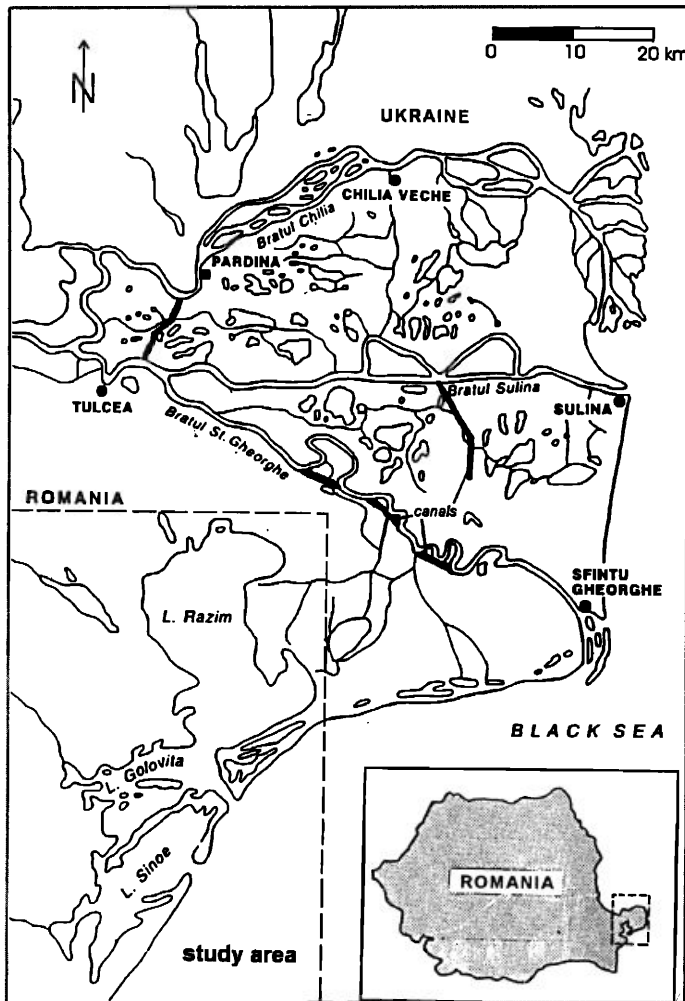 N
0 10 20 km
UKRAINE
CHILIA VECHE
Bratul Chilia
PARDINA
Bratul Sulina
TULCEA
SULINA
Bratul St. Gheorghe
ROMANIA
canals
SFINTU
GHEORGHE
L. Razim
BLACK SEA
L. Golovita
L. Sinoe
ROMANIA
study area